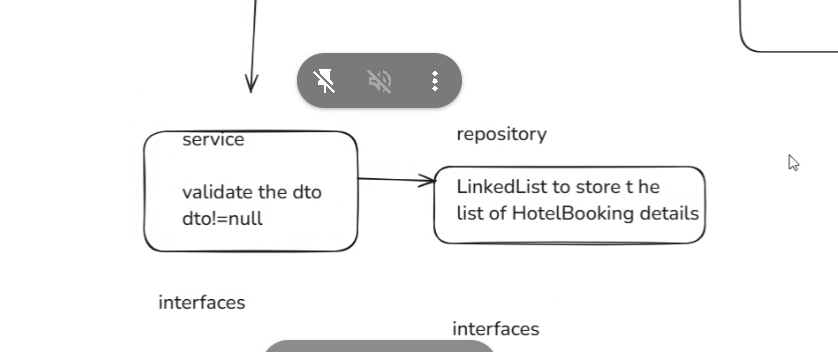 service
validate the dto
dto!=null
repository
LinkedList to store t he
list of HotelBooking details
interfaces
interfaces